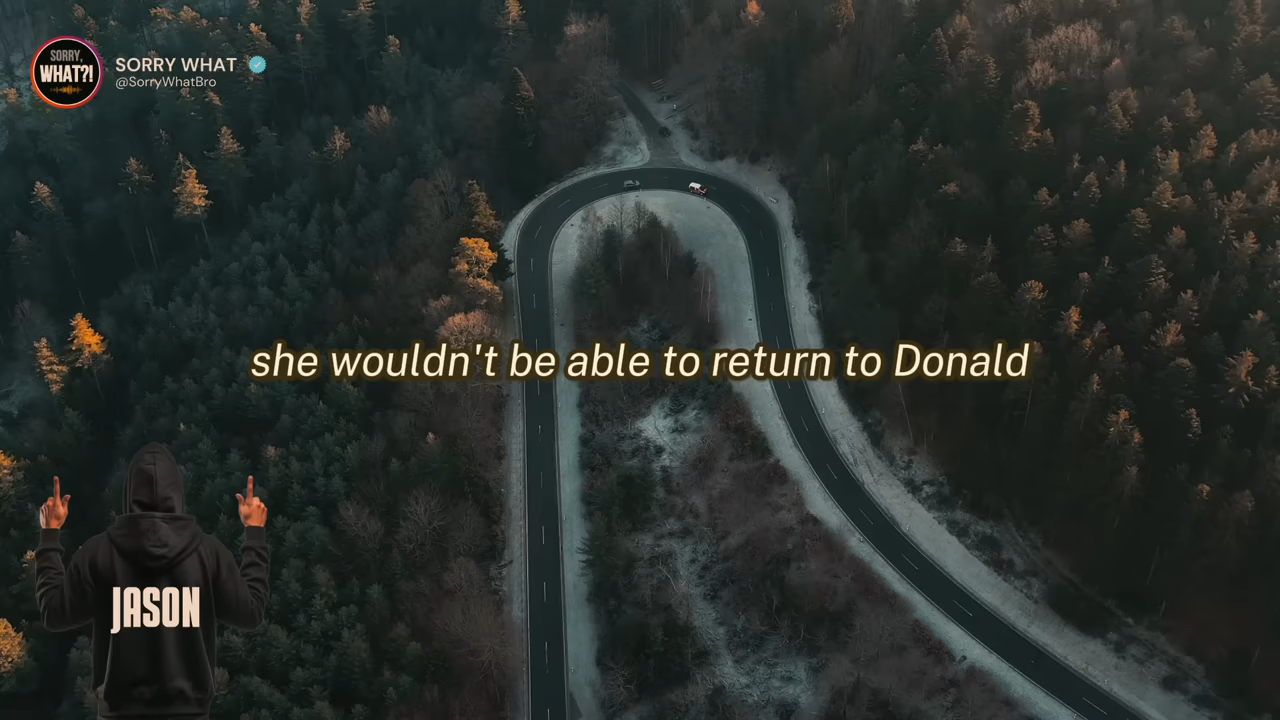 SORRY,
WHAT?!
SORRY WHAT
@SorryWhatBro
she wouldn't be able to return to Donald
JASON